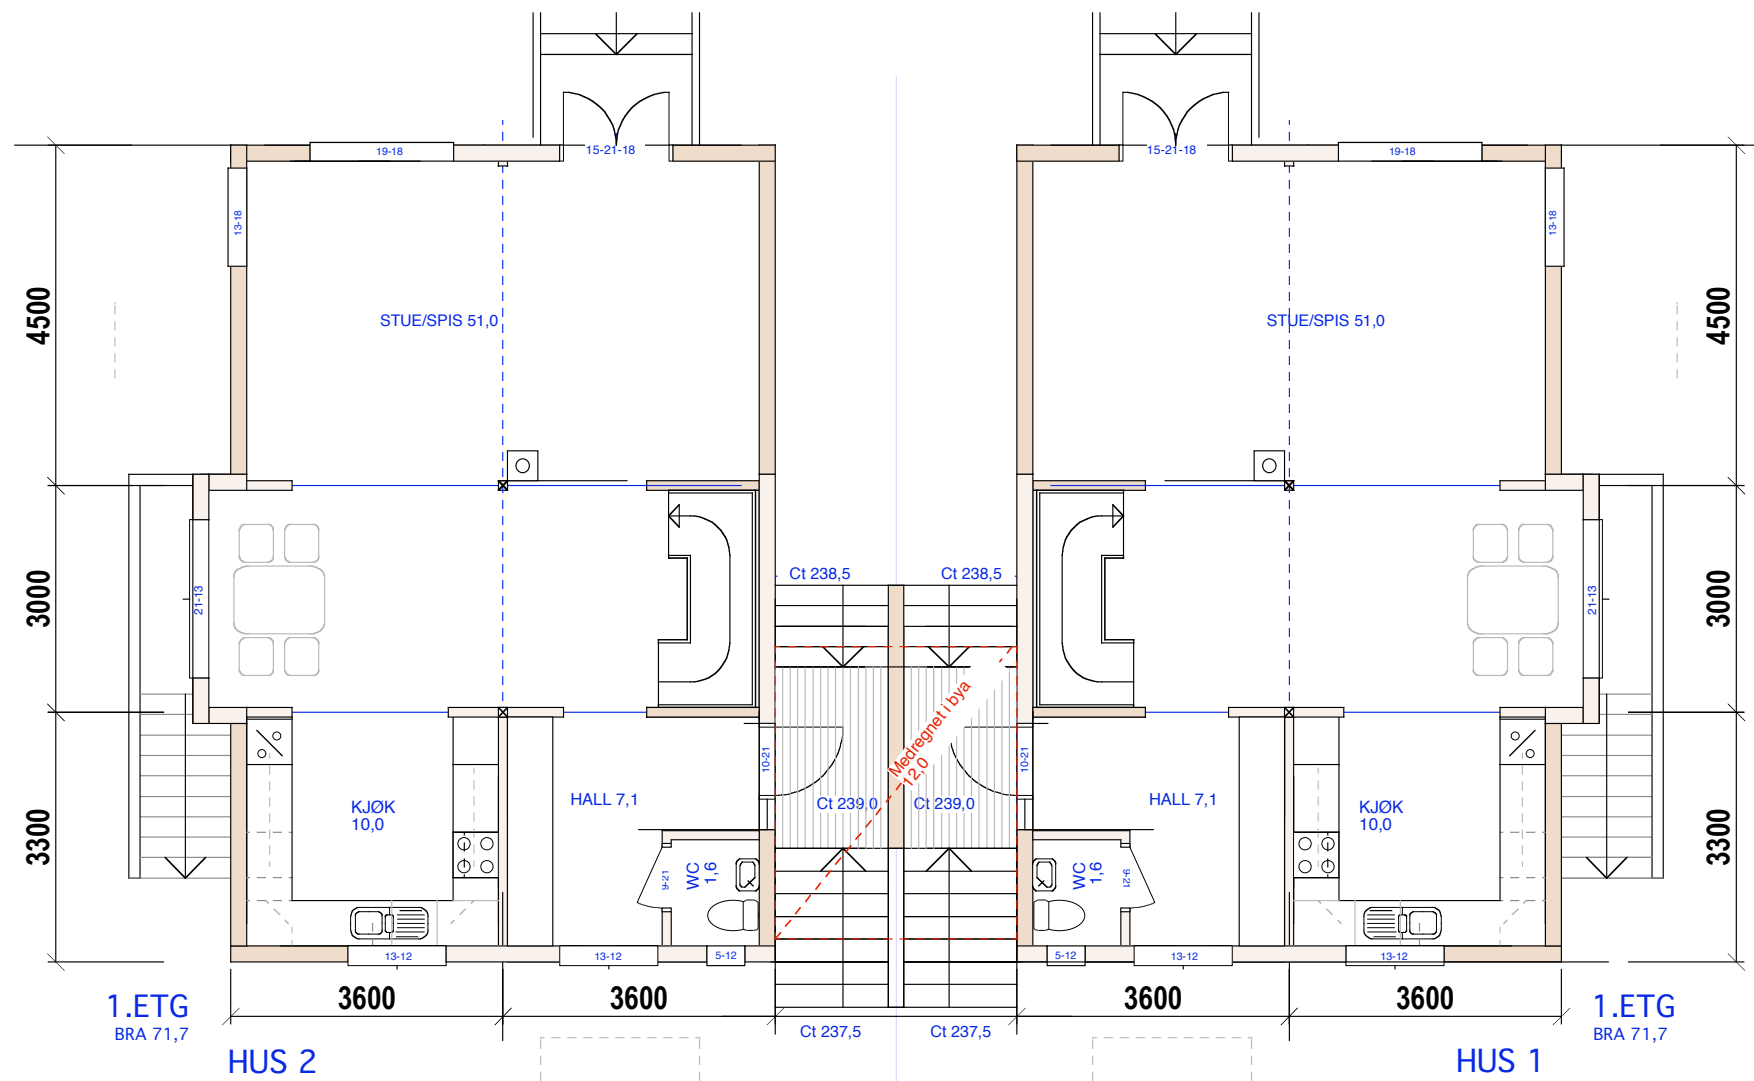 19-18
15-21-18
15-21-18
19-18
13-18
13-18
4500
STUE/SPIS 51,0
STUE/SPIS 51,0
4500
3000
21-13
Ct 238,5
Ct 238,5
21-13
3000
Medregnet i bya
12,0
10-21
10-21
3300
KJØK
10,0
HALL 7,1
Ct 239,0
Ct 239,0
HALL 7,1
KJØK
10,0
3300
9-21
WC
1,6
WC
1,6
9-21
13-12
13-12
5-12
5-12
13-12
13-12
1.ETG
BRA 71,7
3600
3600
3600
3600
1.ETG
BRA 71,7
Ct 237,5
Ct 237,5
HUS 2
HUS 1